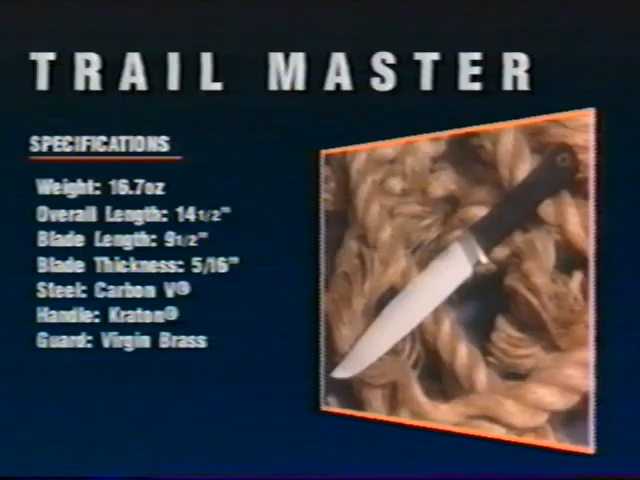 TRAIL MASTER
SPECIFICATIONS
Weight: 16.7oz
Overall Length: 14 1/2"
Blade Length: 9 1/2"
Blade Thickness: 5/16"
Steel: Carbon V®
Handle: Kraton®
Guard: Virgin Brass